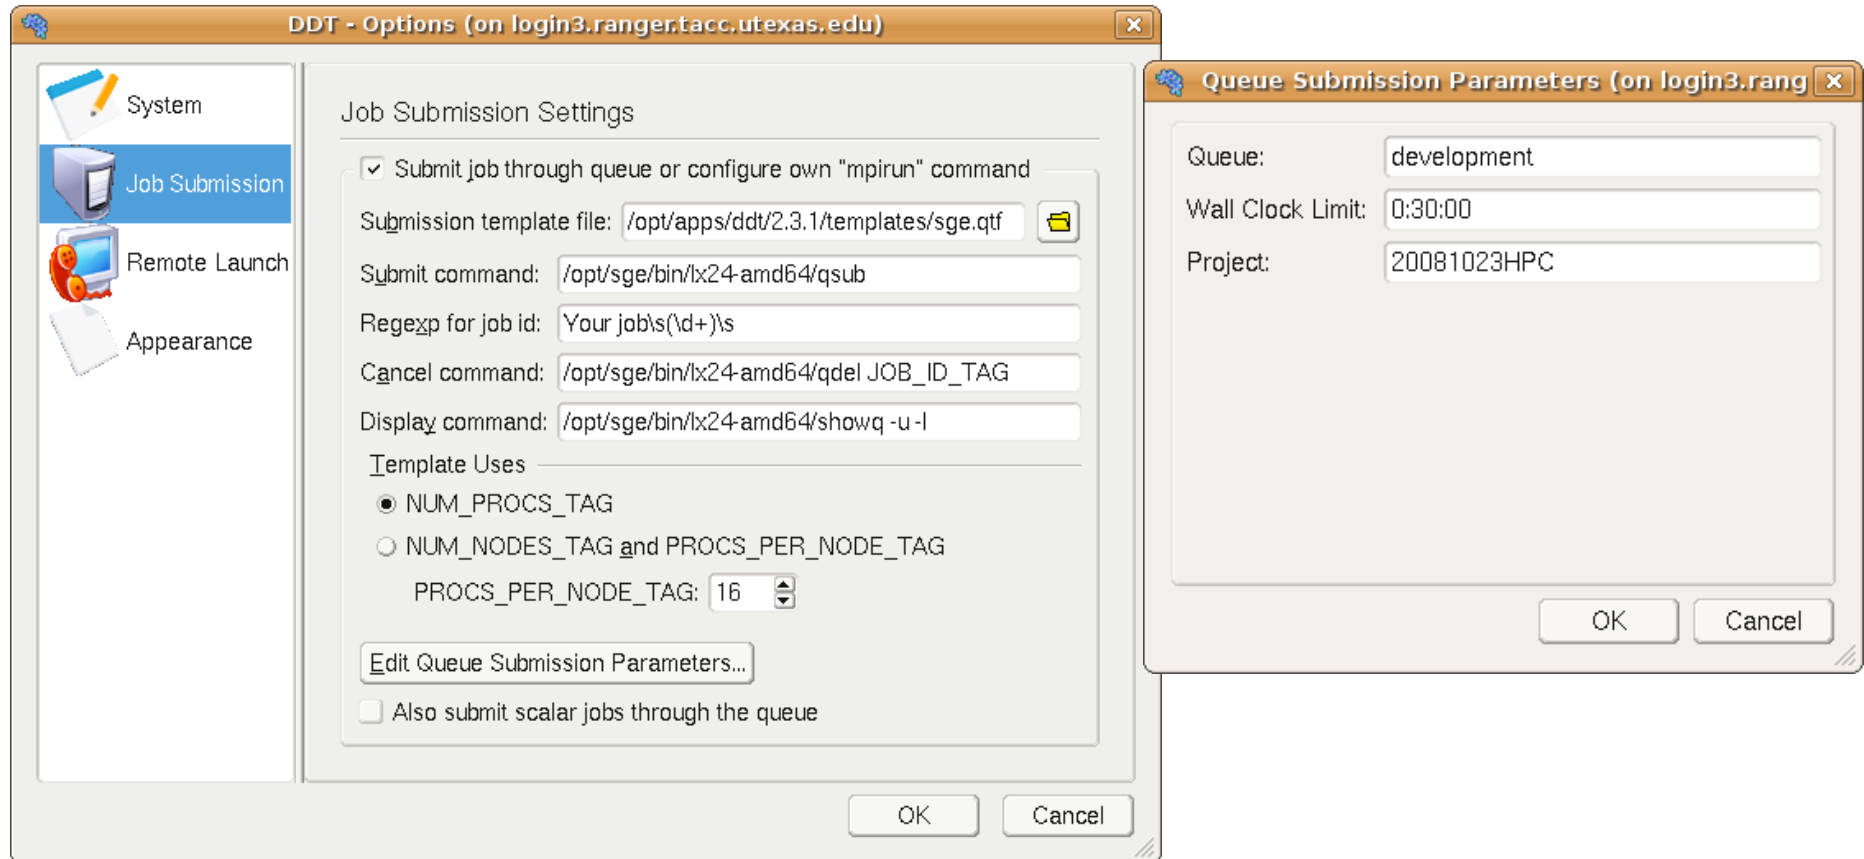 DDT - Options (on login3.ranger.tacc.utexas.edu)
System
Job Submission
Remote Launch
Appearance
Job Submission Settings
Submit job through queue or configure own "mpirun" command
Submission template file: /opt/apps/ddt/2.3.1/templates/sge.qtf
Submit command: /opt/sge/bin/lx24-amd64/qsub
Regexp for job id: Your job\s(\d+)\s
Cancel command: /opt/sge/bin/lx24-amd64/qdel JOB_ID_TAG
Display command: /opt/sge/bin/lx24-amd64/showq -u -l
Template Uses
NUM_PROCS_TAG
NUM_NODES_TAG and PROCS_PER_NODE_TAG
PROCS_PER_NODE_TAG: 16
Edit Queue Submission Parameters...
Also submit scalar jobs through the queue
OK Cancel
Queue Submission Parameters (on login3.rang
Queue: development
Wall Clock Limit: 0:30:00
Project: 20081023HPC
OK Cancel